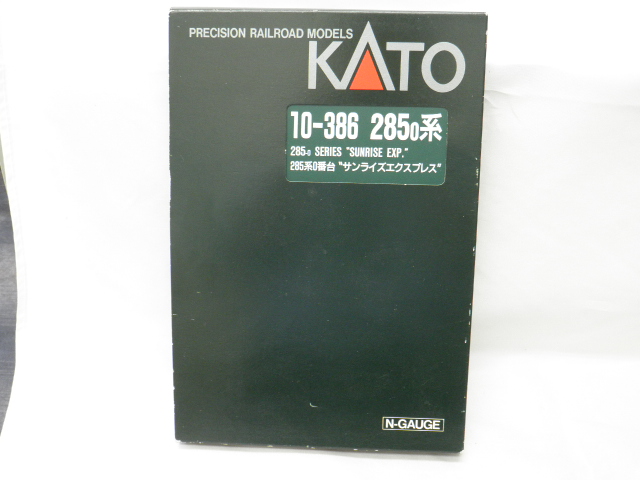 PRECISION RAILROAD MODELS
KATO
10-386 285₀系
285-0 SERIES "SUNRISE EXP."
285系0番台 "サンライズエクスプレス"
N-GAUGE